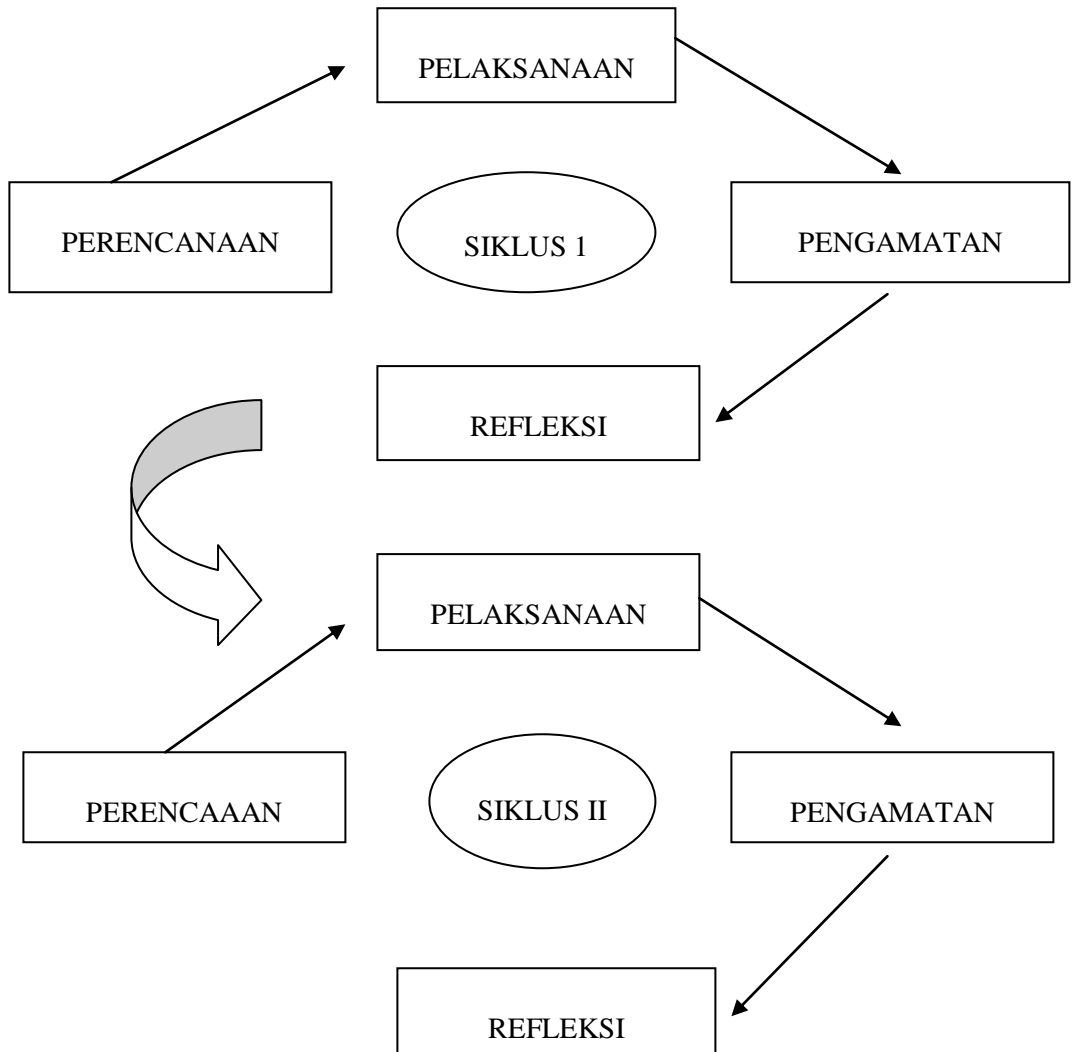 PELAKSANAAN
PERENCANAAN
SIKLUS 1
PENGAMATAN
REFLEKSI
PELAKSANAAN
PERENCAAAN
SIKLUS II
PENGAMATAN
REFLEKSI